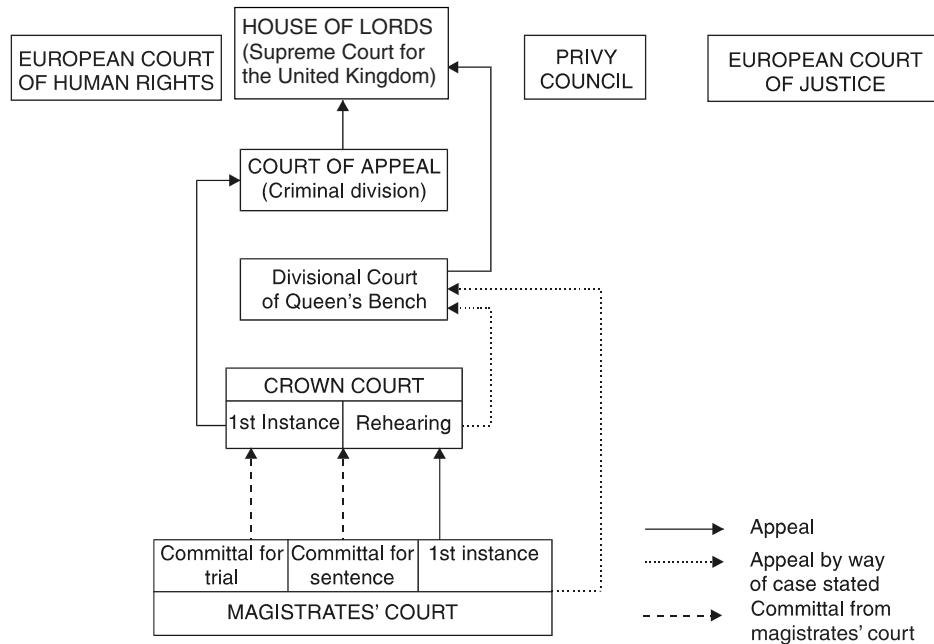 HOUSE OF LORDS
(Supreme Court for
the United Kingdom)
EUROPEAN COURT
OF HUMAN RIGHTS
PRIVY
COUNCIL
EUROPEAN COURT
OF JUSTICE
COURT OF APPEAL
(Criminal division)
Divisional Court
of Queen's Bench
CROWN COURT
1st Instance
Rehearing
Committal for
trial
Committal for
sentence
1st instance
MAGISTRATES' COURT
Appeal
Appeal by way
of case stated
Committal from
magistrates' court